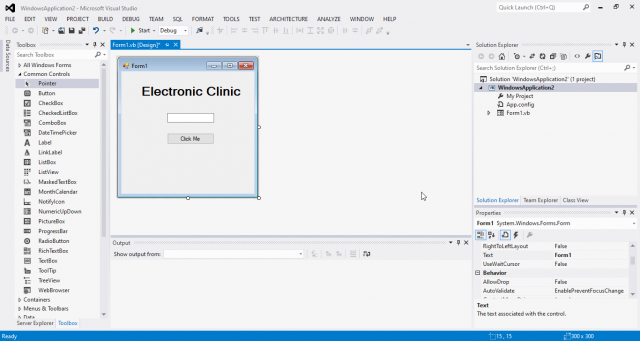 WindowsApplication2 - Microsoft Visual Studio
Quick Launch (Ctrl+Q)
FILE EDIT VIEW PROJECT BUILD DEBUG TEAM SQL FORMAT TOOLS TEST ARCHITECTURE ANALYZE WINDOW HELP
Start Debug
Data Sources
Toolbox
Search Toolbox
All Windows Forms
Common Controls
Pointer
Button
CheckBox
CheckedListBox
ComboBox
DateTimePicker
Label
LinkLabel
ListBox
ListView
MaskedTextBox
MonthCalendar
NotifyIcon
NumericUpDown
PictureBox
ProgressBar
RadioButton
RichTextBox
TextBox
ToolTip
TreeView
WebBrowser
Containers
Menus & Toolbars
Data
Server Explorer Toolbox
Form1.vb [Design]*
Form1
Electronic Clinic
Click Me
Output
Show output from:
Solution Explorer
Search Solution Explorer (Ctrl+;)
Solution 'WindowsApplication2' (1 project)
WindowsApplication2
My Project
App.config
Form1.vb
Solution Explorer Team Explorer Class View
Properties
Form1 System.Windows.Forms.Form
RightToLeftLayout False
Text Form1
UseWaitCursor False
Behavior
AllowDrop False
AutoValidate EnablePreventFocusChange
Text
The text associated with the control.
Ready
15, 15
300 x 300